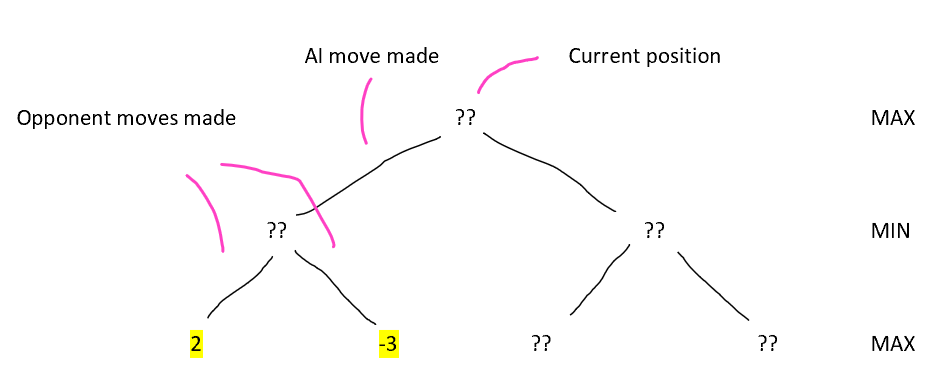 AI move made
Current position
Opponent moves made
??
MAX
??
??
MIN
2
-3
??
??
MAX